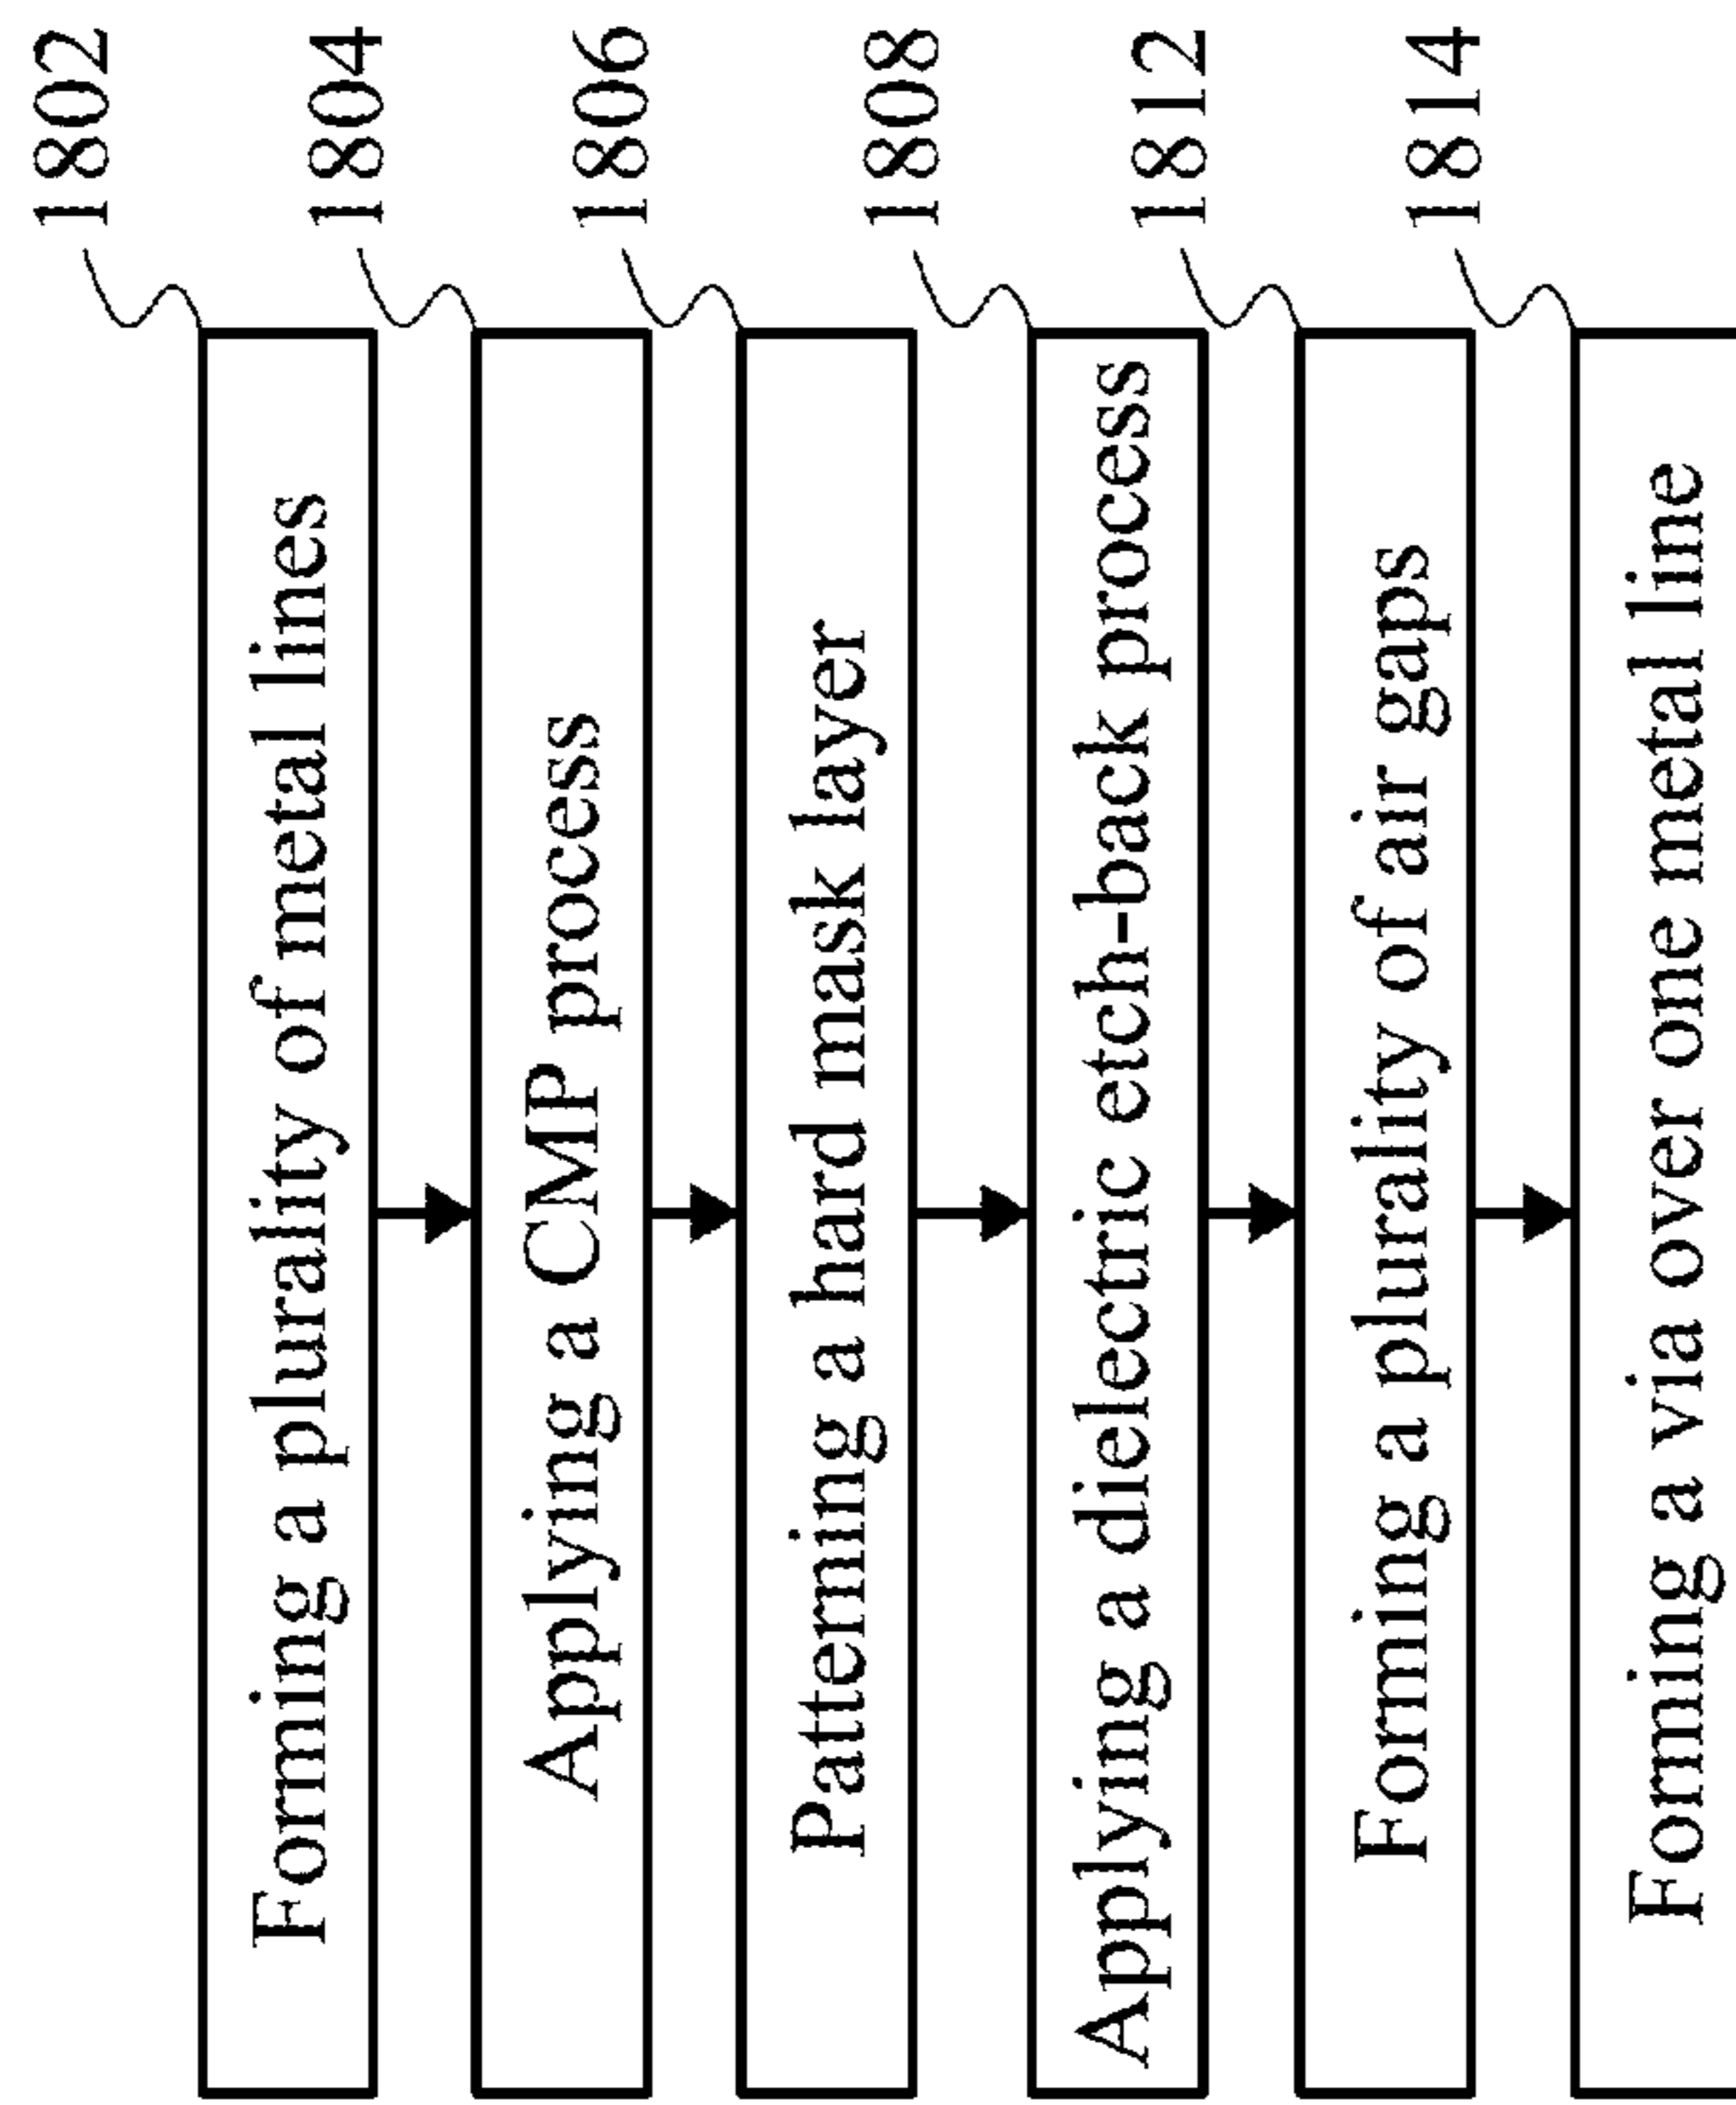 1802
Forming a plurality of metal lines
1804
Applying a CMP process
1806
Patterning a hard mask layer
1808
Applying a dielectric etch-back process
1812
Forming a plurality of air gaps
1814
Forming a via over one metal line